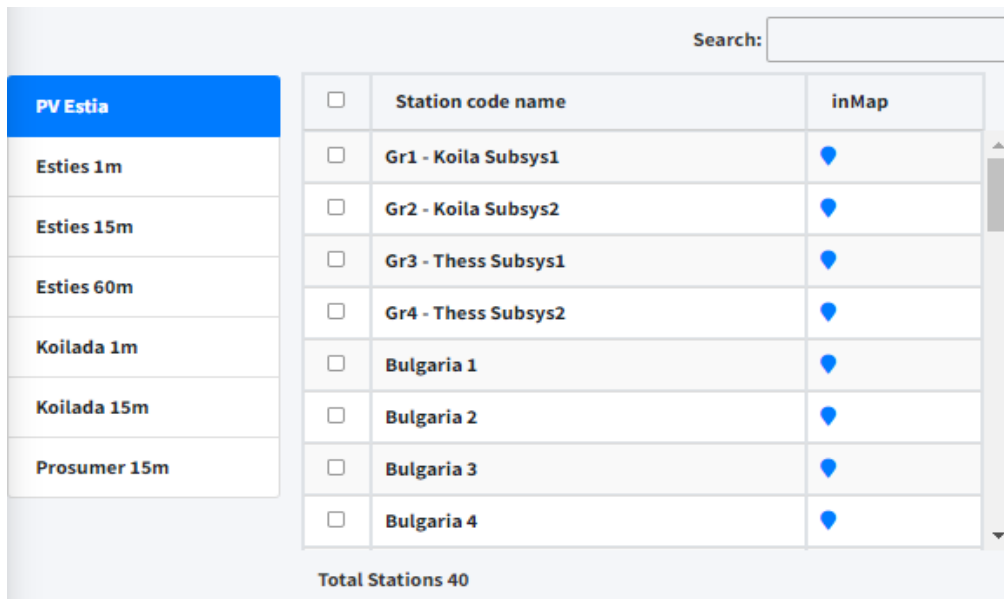 Search:
PV Estia
Esties 1m
Esties 15m
Esties 60m
Koilada 1m
Koilada 15m
Prosumer 15m
Station code name inMap
Gr1 - Koila Subsys1
Gr2 - Koila Subsys2
Gr3 - Thess Subsys1
Gr4 - Thess Subsys2
Bulgaria 1
Bulgaria 2
Bulgaria 3
Bulgaria 4
Total Stations 40